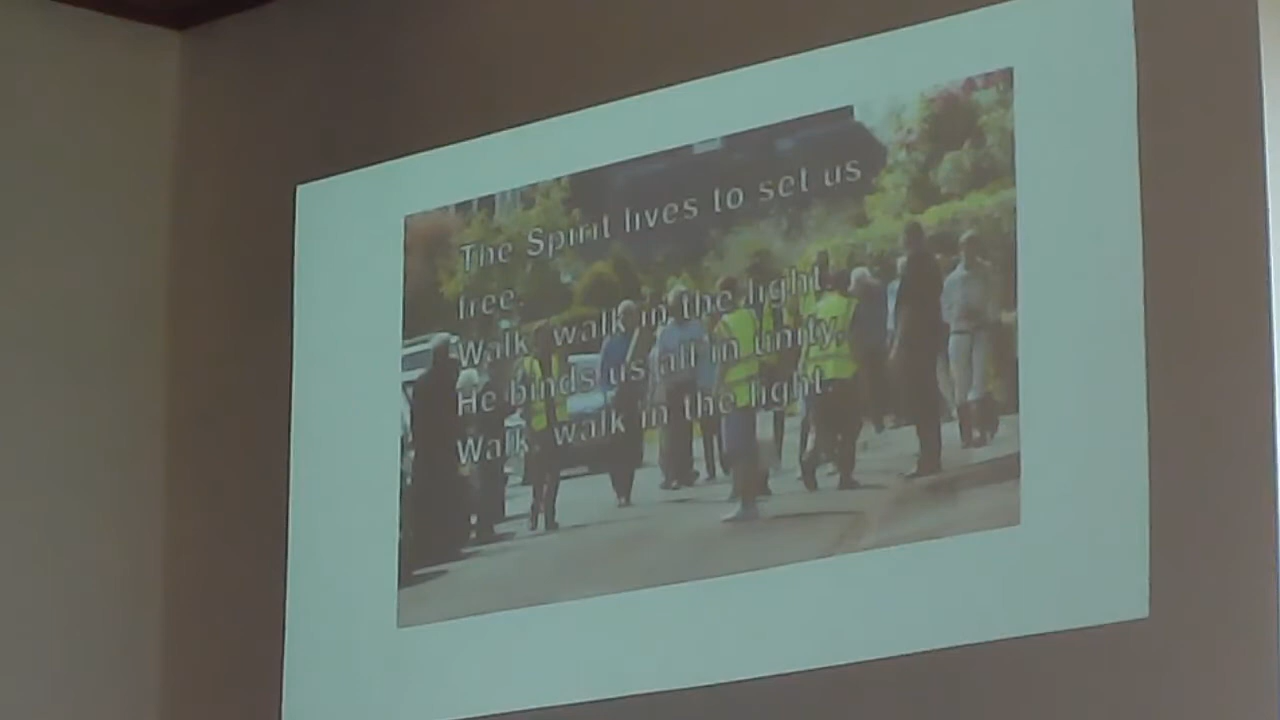 The Spirit lives to set us
free.
Walk, walk in the light.
He binds us all in unity,
Walk, walk in the light.